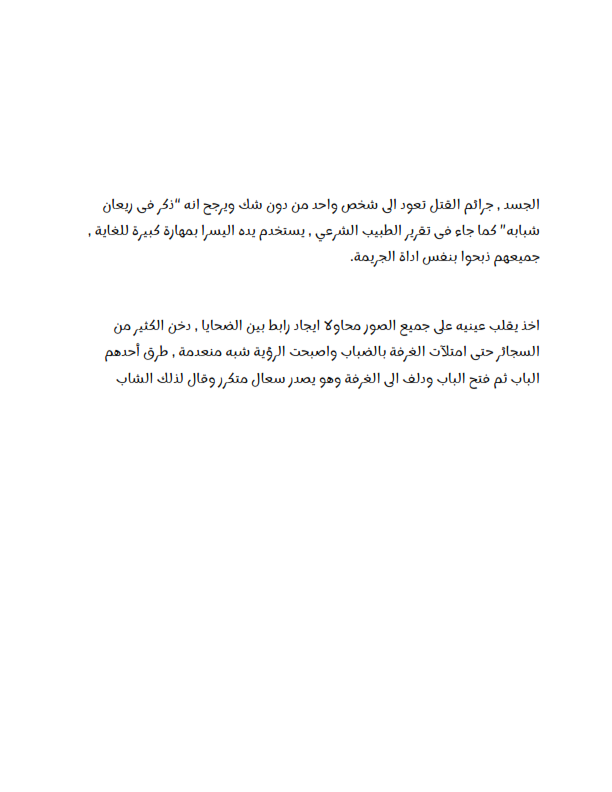 الجسد , جرائم القتل تعود الى شخص واحد من دون شك ويرجح انه "ذكر فى ريعان
شبابه" كما جاء فى تقرير الطبيب الشرعي , يستخدم يده اليسرا بمهارة كبيرة للغاية ,
جميعهم ذبحوا بنفس اداة الجريمة.
اخذ يقلب عينيه على جميع الصور محاولا ايجاد رابط بين الضحايا , دخن الكثير من
السجائر حتى امتلآت الغرفة بالضباب واصبحت الرؤية شبه منعدمة , طرق أحدهم
الباب ثم فتح الباب ودلف الى الغرفة وهو يصدر سعال متكرر وقال لذلك الشاب